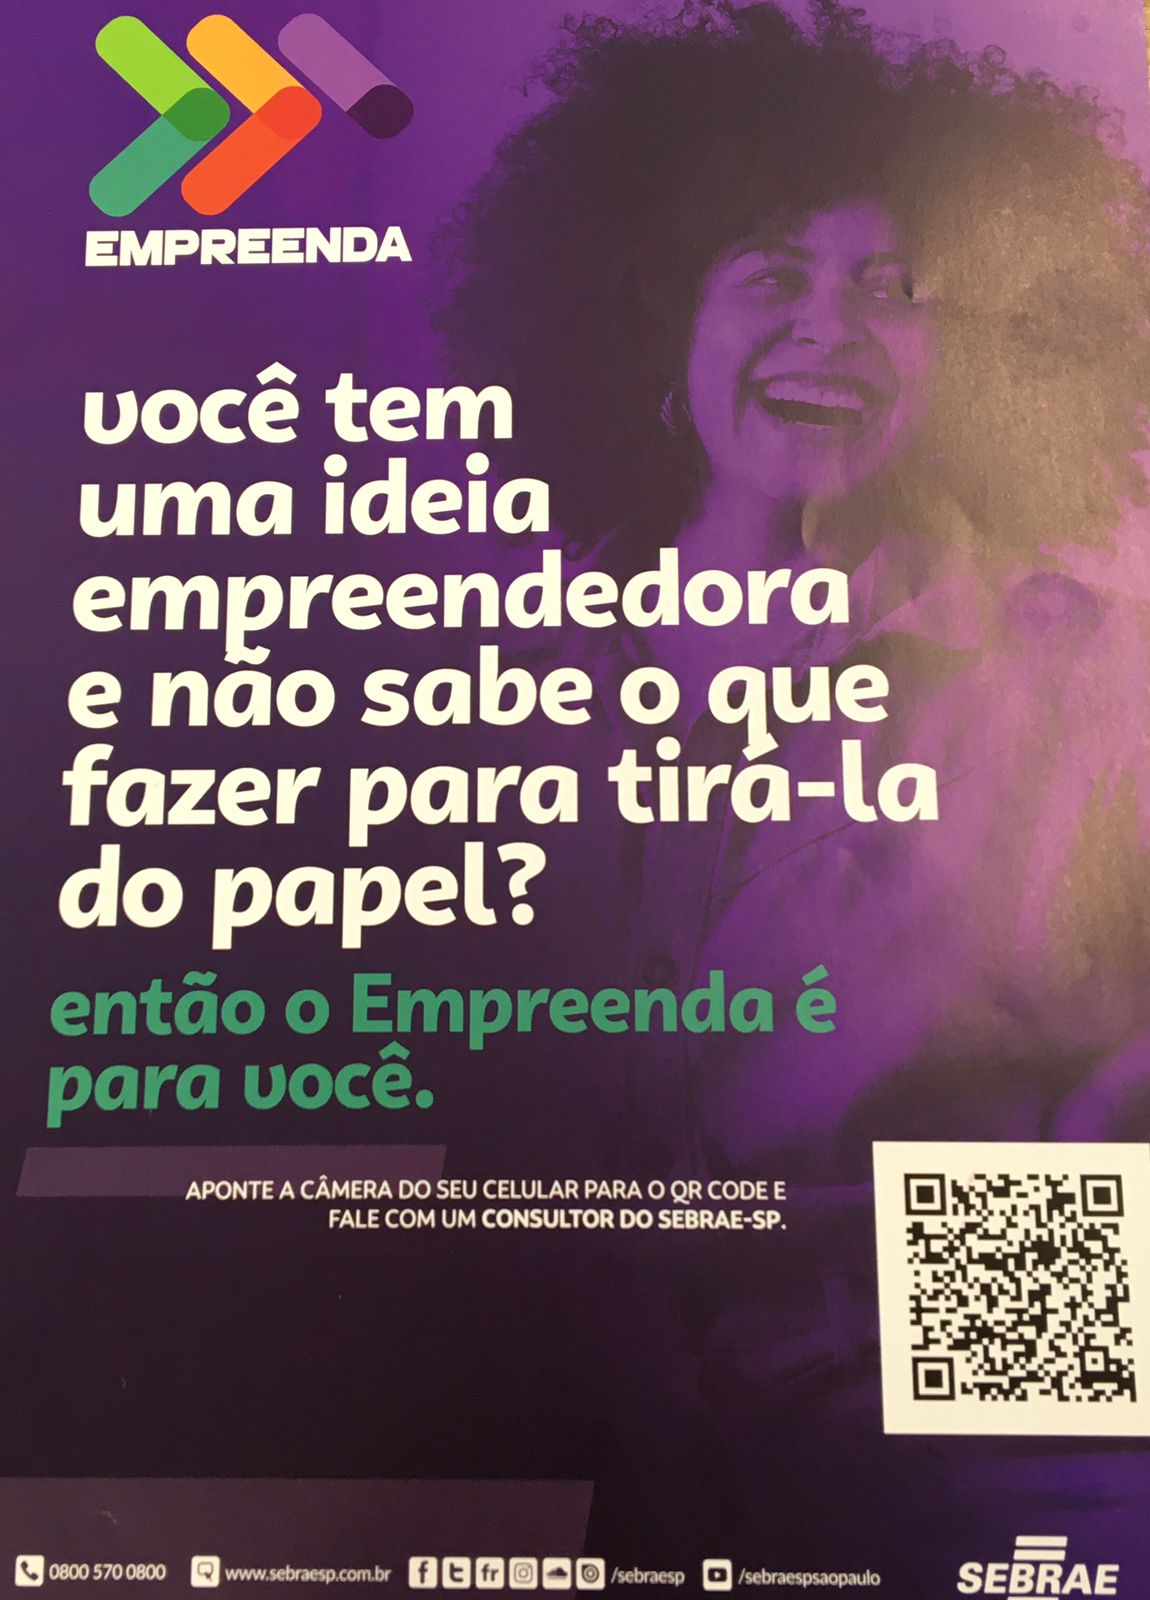 EMPREENDA
você tem
uma ideia
empreendedora
e não sabe o que
fazer para tirá-la
do papel?
então o Empreenda é
para você.
APONTE A CÂMERA DO SEU CELULAR PARA O QR CODE E
FALE COM UM CONSULTOR DO SEBRAE-SP.
0800 570 0800 www.sebraesp.com.br /sebraesp /sebraespsaopaulo
SEBRAE